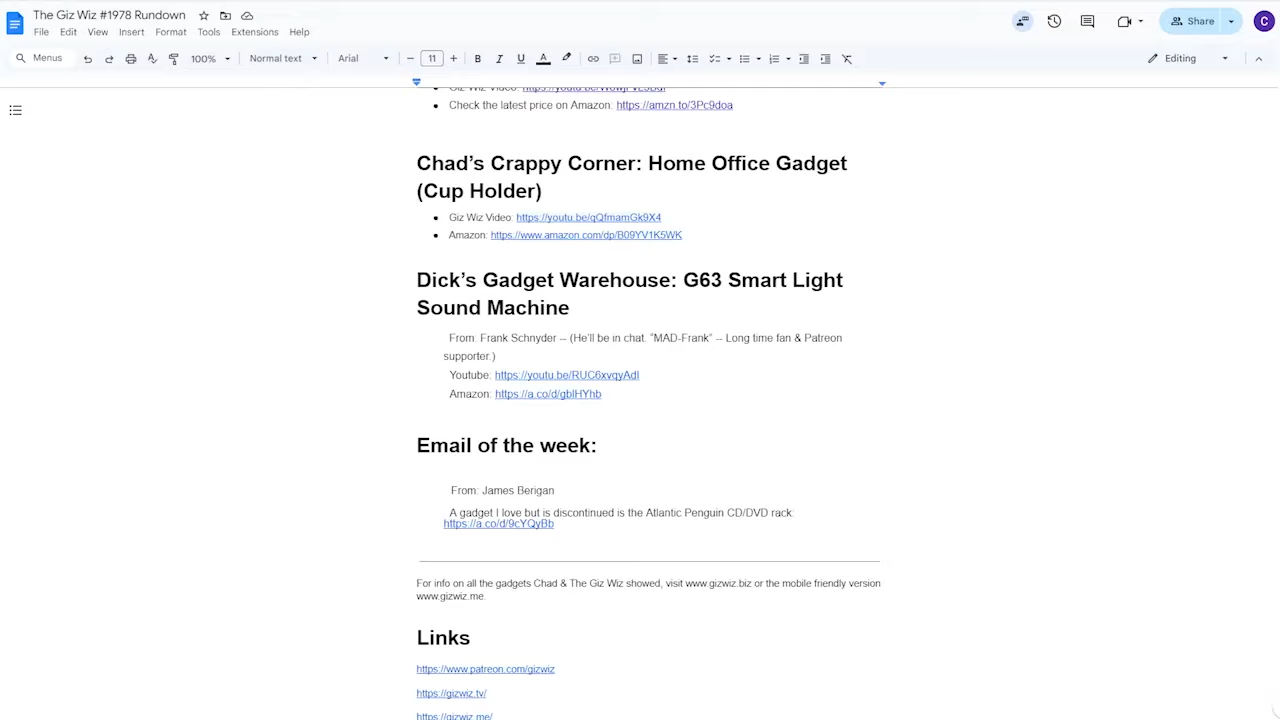 The Giz Wiz #1978 Rundown
File Edit View Insert Format Tools Extensions Help
Share
C
Menus 100% Normal text Arial 11 B I U A Editing
Check the latest price on Amazon: https://amzn.to/3Pc9doa
Chad's Crappy Corner: Home Office Gadget
(Cup Holder)
Giz Wiz Video: https://youtu.be/qQfmamGk9X4
Amazon: https://www.amazon.com/dp/B09YV1K5WK
Dick's Gadget Warehouse: G63 Smart Light
Sound Machine
From: Frank Schnyder -- (He'll be in chat. "MAD-Frank" -- Long time fan & Patreon
supporter.)
Youtube: https://youtu.be/RUC6xvqyAdI
Amazon: https://a.co/d/gblHYhb
Email of the week:
From: James Berigan
A gadget I love but is discontinued is the Atlantic Penguin CD/DVD rack:
https://a.co/d/9cYQyBb
For info on all the gadgets Chad & The Giz Wiz showed, visit www.gizwiz.biz or the mobile friendly version
www.gizwiz.me.
Links
https://www.patreon.com/gizwiz
https://gizwiz.tv/
https://gizwiz.me/